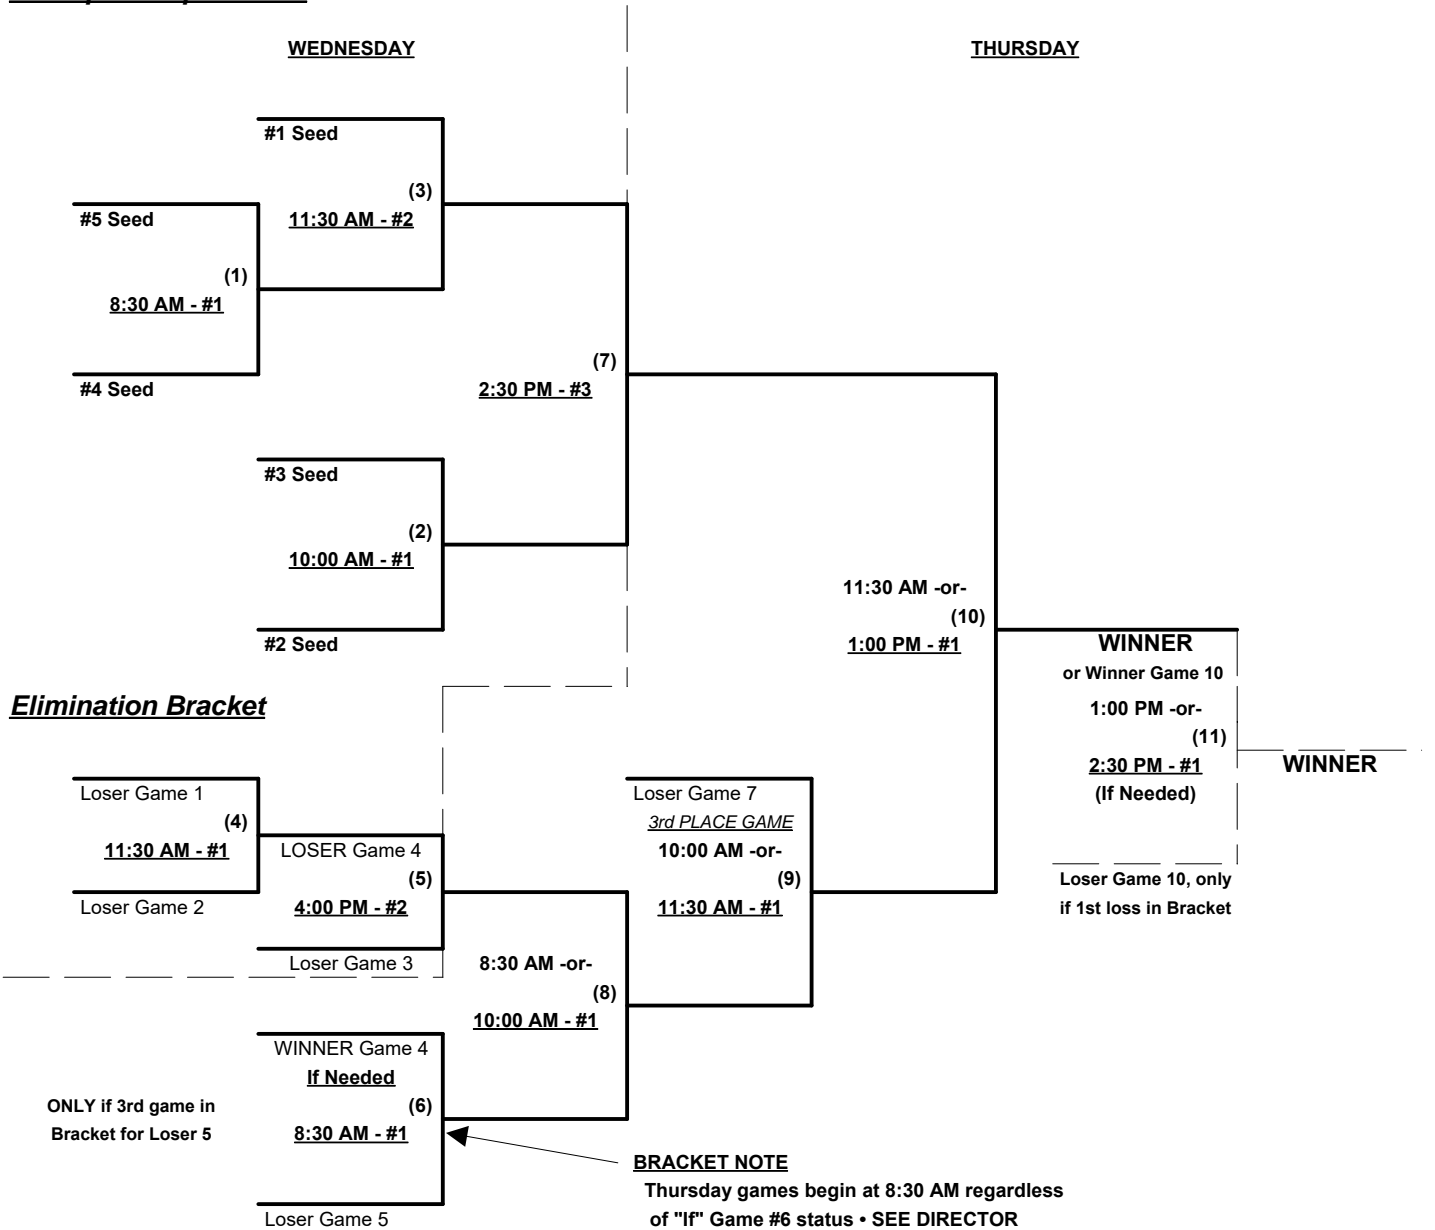 WEDNESDAY
THURSDAY
#1 Seed
(3)
#5 Seed
11:30 AM - #2
(1)
8:30 AM - #1
(7)
#4 Seed
2:30 PM - #3
#3 Seed
(2)
10:00 AM - #1
11:30 AM -or-
(10)
#2 Seed
1:00 PM - #1
WINNER
or Winner Game 10
Elimination Bracket
1:00 PM -or-
(11)
2:30 PM - #1
WINNER
(If Needed)
Loser Game 1
Loser Game 7
(4)
3rd PLACE GAME
11:30 AM - #1
LOSER Game 4
10:00 AM -or-
(5)
(9)
Loser Game 10, only
Loser Game 2
4:00 PM - #2
11:30 AM - #1
if 1st loss in Bracket
Loser Game 3
8:30 AM -or-
(8)
10:00 AM - #1
WINNER Game 4
If Needed
ONLY if 3rd game in
(6)
Bracket for Loser 5
8:30 AM - #1
BRACKET NOTE
Thursday games begin at 8:30 AM regardless
Loser Game 5
of "If" Game #6 status • SEE DIRECTOR